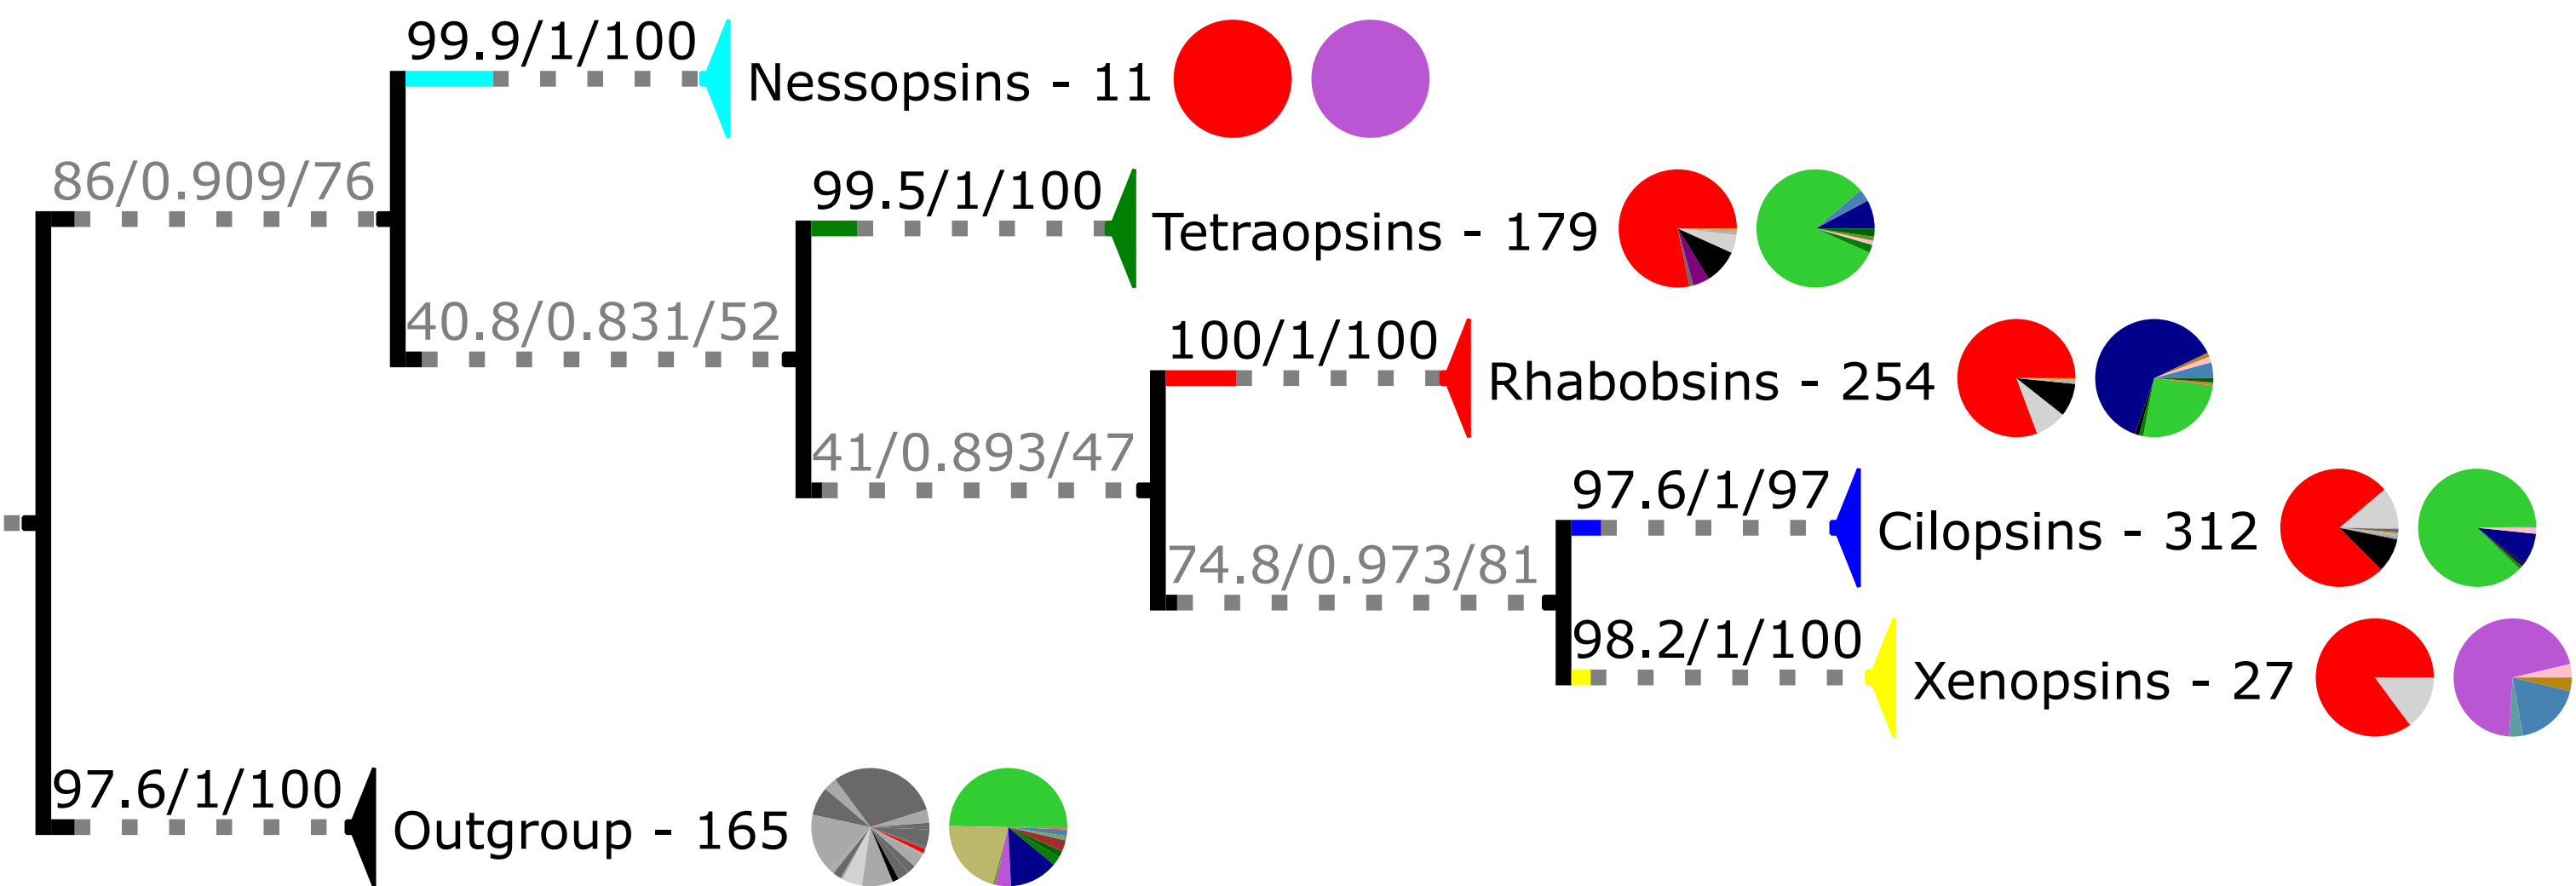 99.9/1/100
Nessopsins - 11
86/0.909/76
99.5/1/100
Tetraopsins - 179
40.8/0.831/52
100/1/100
Rhabobsins - 254
41/0.893/47
97.6/1/97
Cilopsins - 312
74.8/0.973/81
98.2/1/100
Xenopsins - 27
97.6/1/100
Outgroup - 165